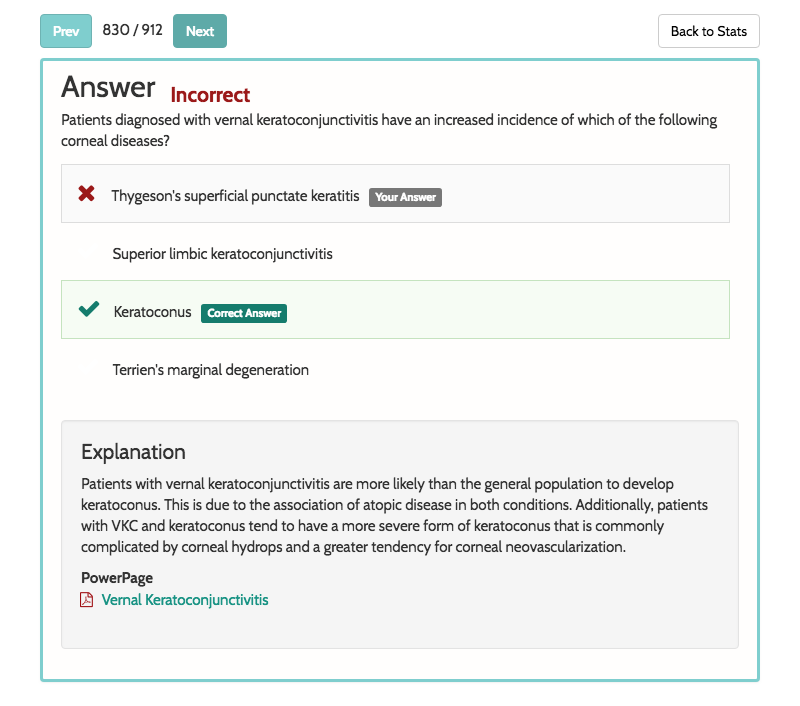 Prev 830 / 912 Next Back to Stats
Answer Incorrect
Patients diagnosed with vernal keratoconjunctivitis have an increased incidence of which of the following
corneal diseases?
Thygeson's superficial punctate keratitis Your Answer
Superior limbic keratoconjunctivitis
Keratoconus Correct Answer
Terrien's marginal degeneration
Explanation
Patients with vernal keratoconjunctivitis are more likely than the general population to develop
keratoconus. This is due to the association of atopic disease in both conditions. Additionally, patients
with VKC and keratoconus tend to have a more severe form of keratoconus that is commonly
complicated by corneal hydrops and a greater tendency for corneal neovascularization.
PowerPage
Vernal Keratoconjunctivitis